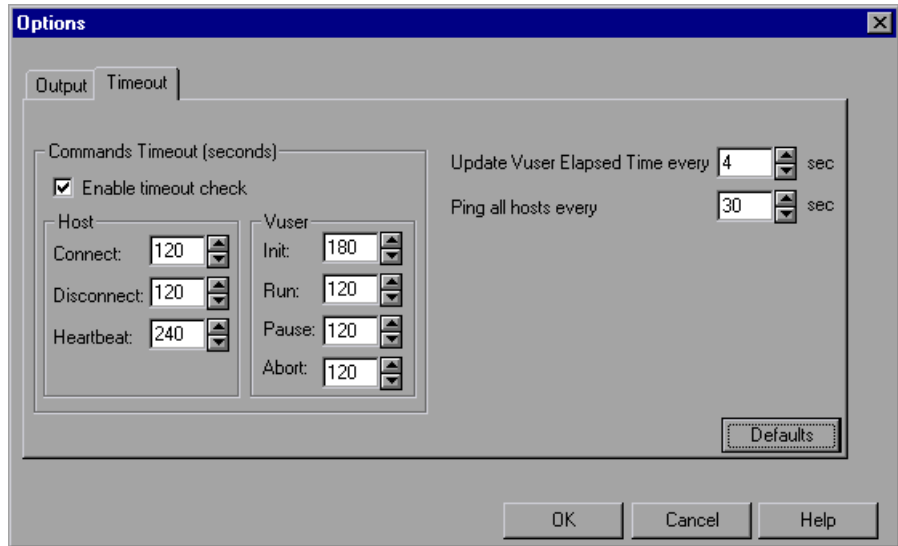 Options
Output
Timeout
Commands Timeout (seconds)
Enable timeout check
Host
Connect: 120
Disconnect: 120
Heartbeat: 240
Vuser
Init: 180
Run: 120
Pause: 120
Abort: 120
Update Vuser Elapsed Time every 4 sec
Ping all hosts every 30 sec
Defaults
OK
Cancel
Help